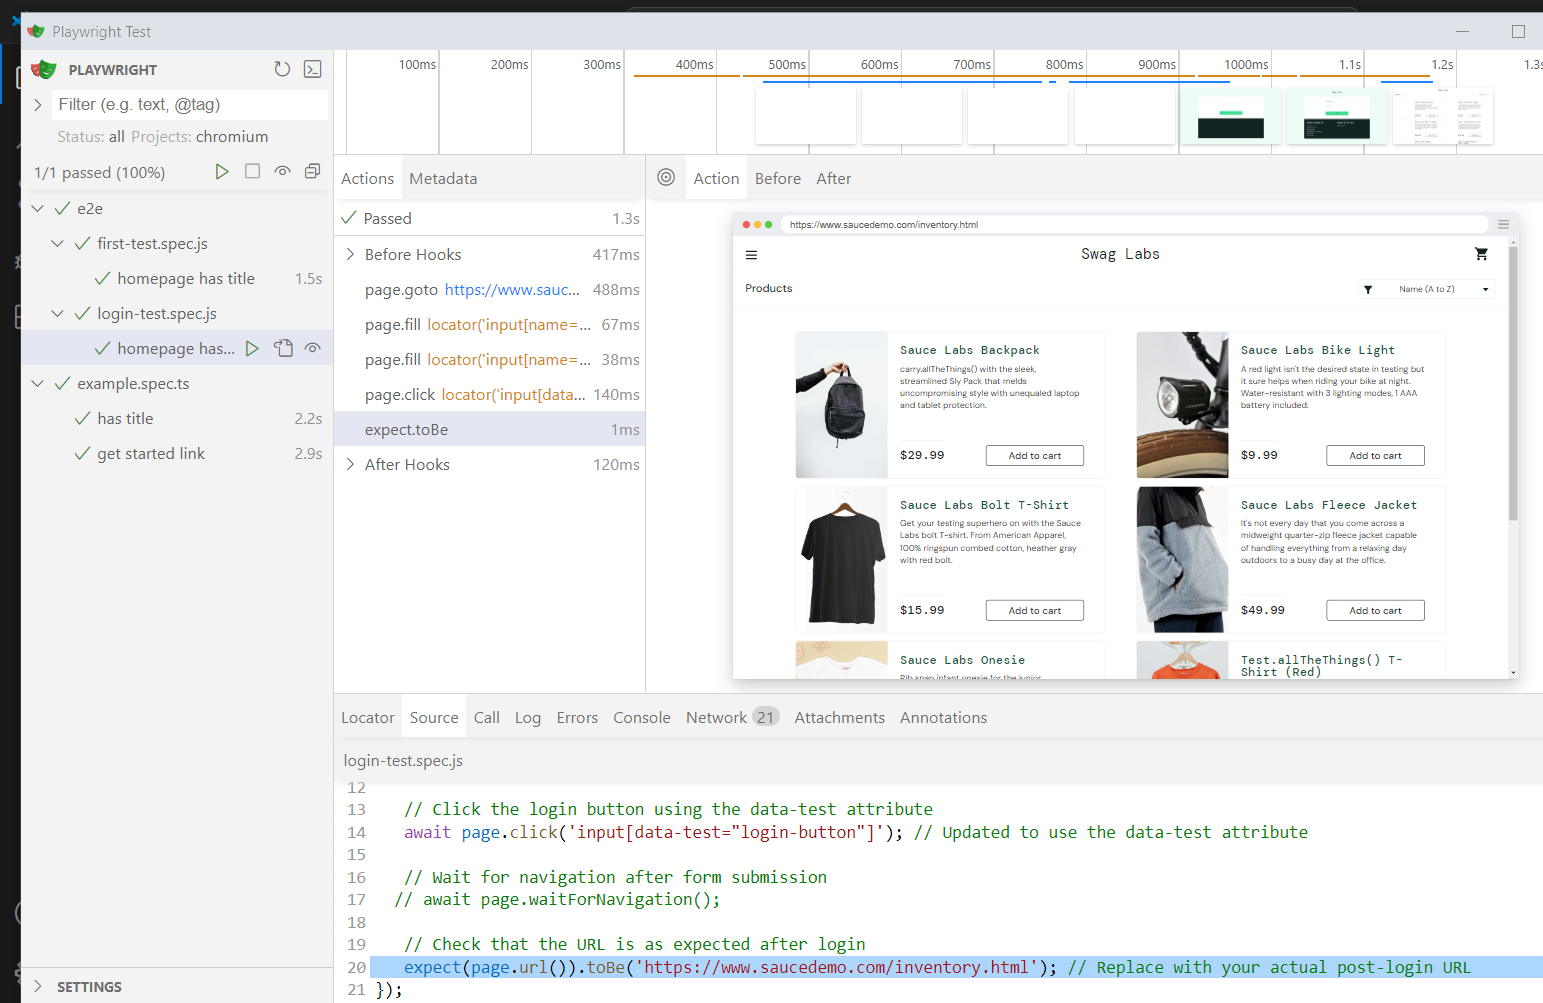 Playwright Test
PLAYWRIGHT
Filter (e.g. text, @tag)
Status: all Projects: chromium
1/1 passed (100%)
e2e
first-test.spec.js
homepage has title 1.5s
login-test.spec.js
homepage has...
example.spec.ts
has title 2.2s
get started link 2.9s
SETTINGS
100ms 200ms 300ms 400ms 500ms 600ms 700ms 800ms 900ms 1000ms 1.1s 1.2s 1.3s
Actions Metadata
Passed 1.3s
Before Hooks 417ms
page.goto https://www.sauc... 488ms
page.fill locator('input[name=... 67ms
page.fill locator('input[name=... 38ms
page.click locator('input[data... 140ms
expect.toBe 1ms
After Hooks 120ms
Action Before After
https://www.saucedemo.com/inventory.html
Swag Labs
Products
Name (A to Z)
Sauce Labs Backpack
carry.allTheThings() with the sleek,
streamlined Sly Pack that melds
uncompromising style with unequaled laptop
and tablet protection.
$29.99 Add to cart
Sauce Labs Bike Light
A red light isn't the desired state in testing but
it sure helps when riding your bike at night.
Water-resistant with 3 lighting modes, 1 AAA
battery included.
$9.99 Add to cart
Sauce Labs Bolt T-Shirt
Get your testing superhero on with the Sauce
Labs bolt T-shirt. From American Apparel,
100% ringspun combed cotton, heather gray
with red bolt.
$15.99 Add to cart
Sauce Labs Fleece Jacket
It's not every day that you come across a
midweight quarter-zip fleece jacket capable
of handling everything from a relaxing day
outdoors to a busy day at the office.
$49.99 Add to cart
Sauce Labs Onesie
Rib snap infant onesie for the junior
Test.allTheThings() T-
Shirt (Red)
Locator Source Call Log Errors Console Network 21 Attachments Annotations
login-test.spec.js
12
13 // Click the login button using the data-test attribute
14 await page.click('input[data-test="login-button"]'); // Updated to use the data-test attribute
15
16 // Wait for navigation after form submission
17 // await page.waitForNavigation();
18
19 // Check that the URL is as expected after login
20 expect(page.url()).toBe('https://www.saucedemo.com/inventory.html'); // Replace with your actual post-login URL
21 });